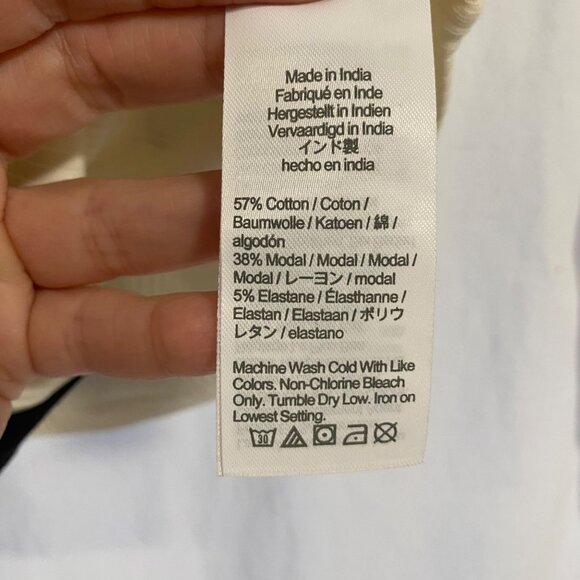 Made in India
Fabriqué en Inde
Hergestellt in Indien
Vervaardigd in India
インド製
hecho en india
57% Cotton / Coton /
Baumwolle / Katoen / 綿 /
algodón
38% Modal / Modal / Modal /
Modal / レーヨン / modal
5% Elastane / Élasthanne /
Elastan / Elastaan / ポリウ
レタン / elastano
Machine Wash Cold With Like
Colors. Non-Chlorine Bleach
Only. Tumble Dry Low. Iron on
Lowest Setting.
30